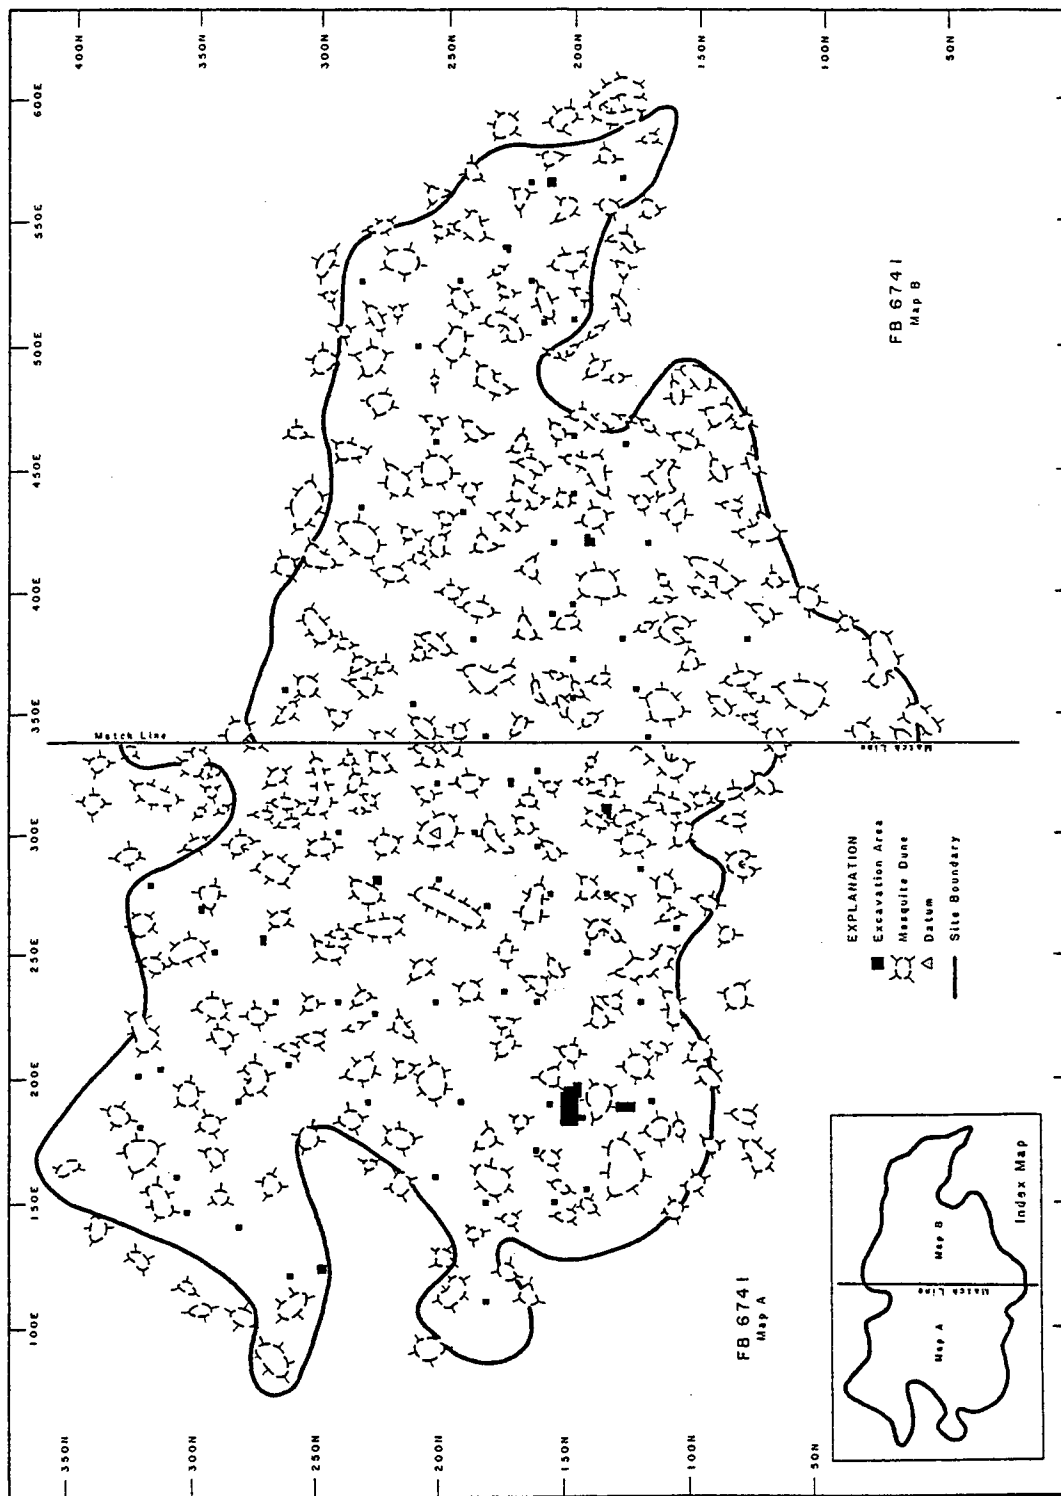 400N
350N
300N
250N
200N
150N
100N
50N
600E
550E
500E
450E
400E
350E
300E
250E
200E
150E
100E
FB 6741
Map B
Match Line
Match Line
Match Line
EXPLANATION
Excavation Area
Mesquite Dune
Datum
Site Boundary
FB 6741
Map A
Map A
Map B
Match Line
Index Map
350N
300N
250N
200N
150N
100N
50N